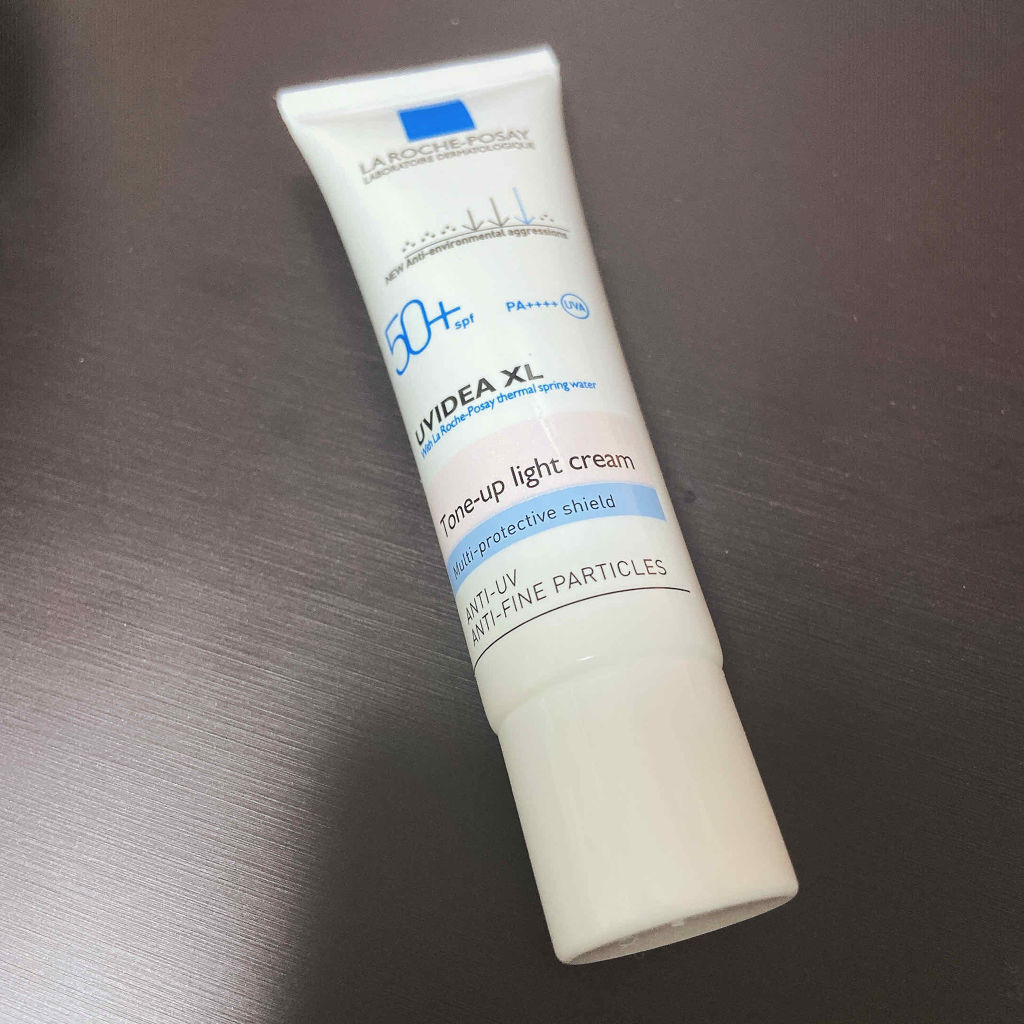 LA ROCHE-POSAY
LABORATOIRE DERMATOLOGIQUE
NEW Anti-environmental aggressions
50+ spf
PA++++ UVA
UVIDEA XL
With La Roche-Posay thermal spring water
Tone-up light cream
Multi-protective shield
ANTI-UV
ANTI-FINE PARTICLES